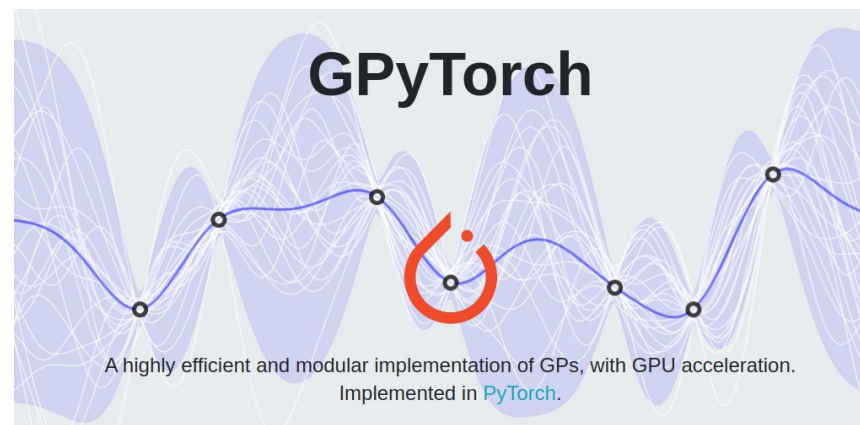 GPyTorch
A highly efficient and modular implementation of GPs, with GPU acceleration.
Implemented in PyTorch.